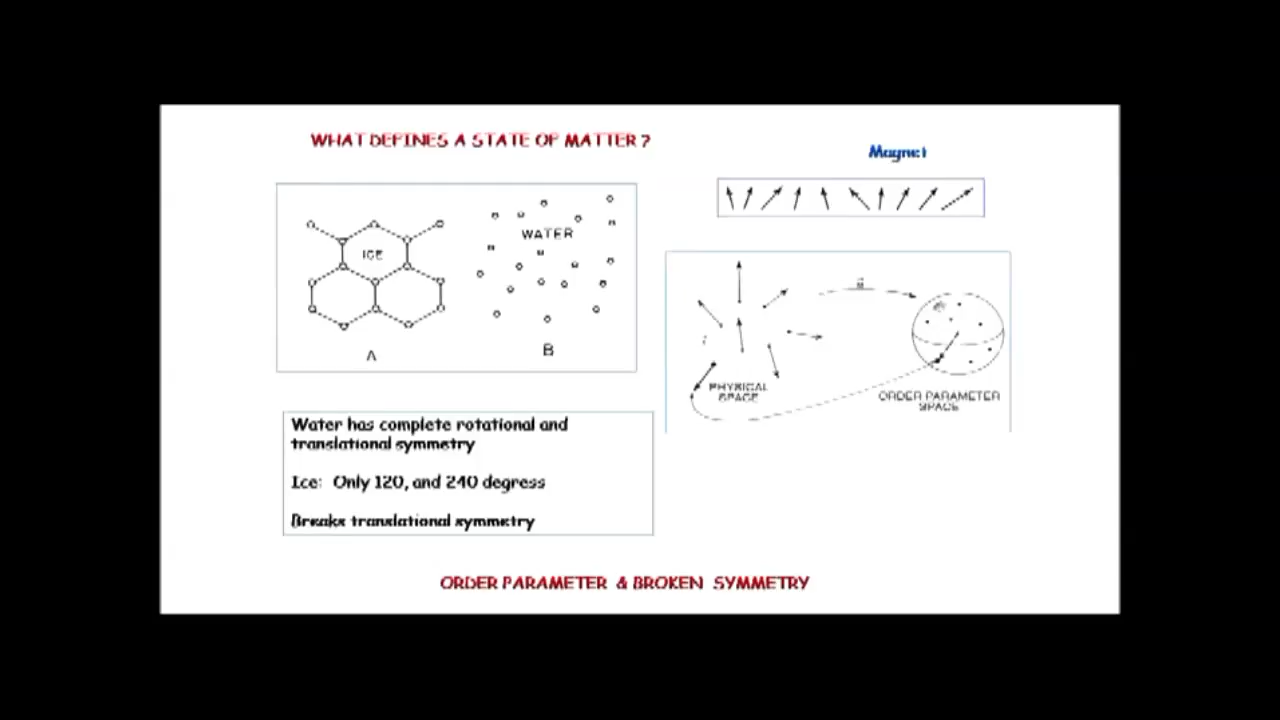 WHAT DEFINES A STATE OF MATTER ?
Magnet
ICE
WATER
A
B
PHYSICAL
SPACE
ORDER PARAMETER
SPACE
Water has complete rotational and
translational symmetry
Ice: Only 120, and 240 degress
Breaks translational symmetry
ORDER PARAMETER & BROKEN SYMMETRY